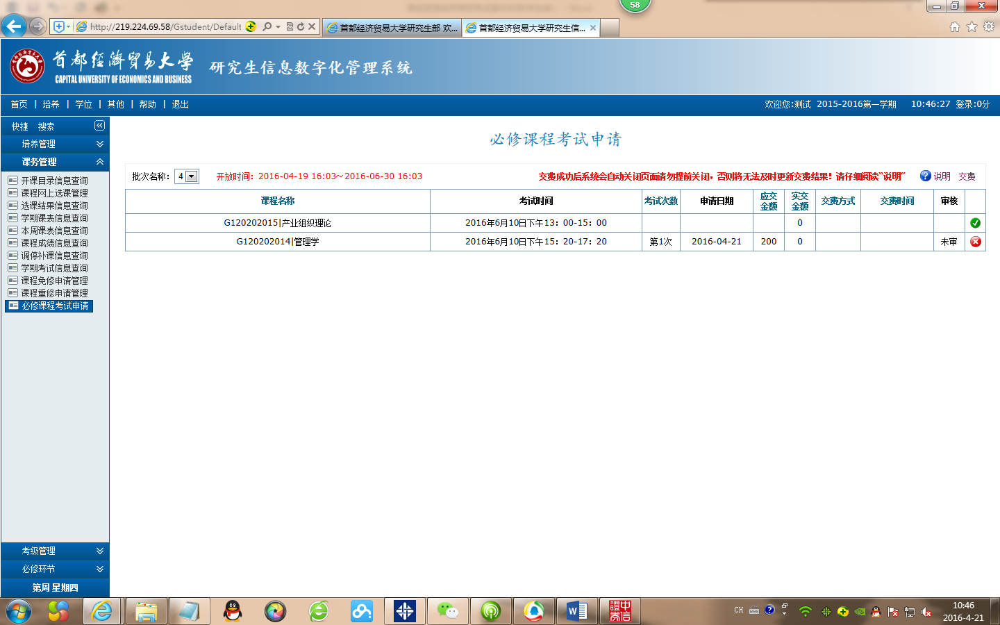 58
http://219.224.69.58/Gstudent/Default
首都经济贸易大学研究生部 欢...
首都经济贸易大学研究生信...
首都经濟貿易大學
CAPITAL UNIVERSITY OF ECONOMICS AND BUSINESS
研究生信息数字化管理系统
首页 | 培养 | 学位 | 其他 | 帮助 | 退出
欢迎您:测试 2015-2016第一学期 10:46:27 登录:0分
快捷 搜索
培养管理
课务管理
开课目录信息查询
课程网上选课管理
选课结果信息查询
学期课表信息查询
本周课表信息查询
课程成绩信息查询
调停补课信息查询
学期考试信息查询
课程免修申请管理
课程重修申请管理
必修课程考试申请
考级管理
必修环节
第周 星期四
必修课程考试申请
批次名称： 4 开放时间：2016-04-19 16:03～2016-06-30 16:03
交费成功后系统会自动关闭页面请勿提前关闭，否则将无法及时更新交费结果！请仔细阅读“说明” 说明 交费
课程名称 考试时间 考试次数 申请日期 应交金额 实交金额 交费方式 交费时间 审核
G120202015|产业组织理论 2016年6月10日下午13：00-15：00 0
G120202014|管理学 2016年6月10日下午15：20-17：20 第1次 2016-04-21 200 0 未审
CH
10:46
2016-4-21